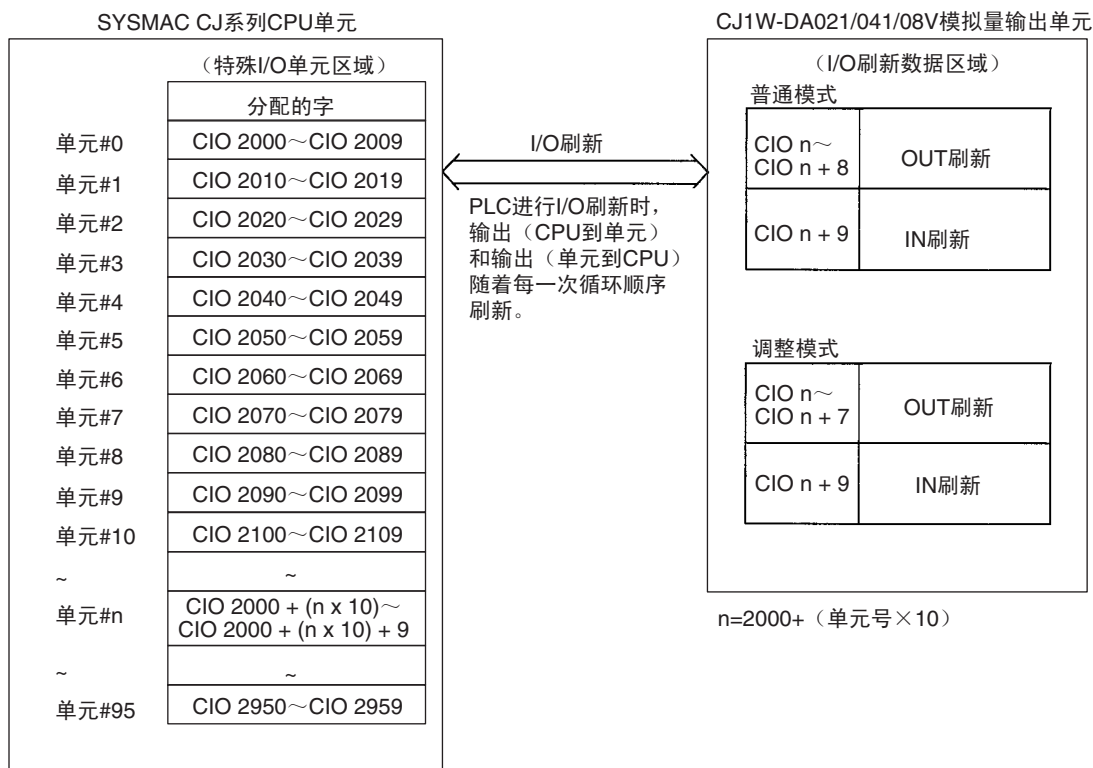 SYSMAC CJ系列CPU单元
（特殊I/O单元区域）
分配的字
单元#0 CIO 2000～CIO 2009
单元#1 CIO 2010～CIO 2019
单元#2 CIO 2020～CIO 2029
单元#3 CIO 2030～CIO 2039
单元#4 CIO 2040～CIO 2049
单元#5 CIO 2050～CIO 2059
单元#6 CIO 2060～CIO 2069
单元#7 CIO 2070～CIO 2079
单元#8 CIO 2080～CIO 2089
单元#9 CIO 2090～CIO 2099
单元#10 CIO 2100～CIO 2109
~ ~
单元#n CIO 2000 + (n x 10)～
CIO 2000 + (n x 10) + 9
~ ~
单元#95 CIO 2950～CIO 2959
I/O刷新
PLC进行I/O刷新时，
输出（CPU到单元）
和输出（单元到CPU）
随着每一次循环顺序
刷新。
CJ1W-DA021/041/08V模拟量输出单元
（I/O刷新数据区域）
普通模式
CIO n～
CIO n + 8
OUT刷新
CIO n + 9
IN刷新
调整模式
CIO n～
CIO n + 7
OUT刷新
CIO n + 9
IN刷新
n=2000+（单元号×10）